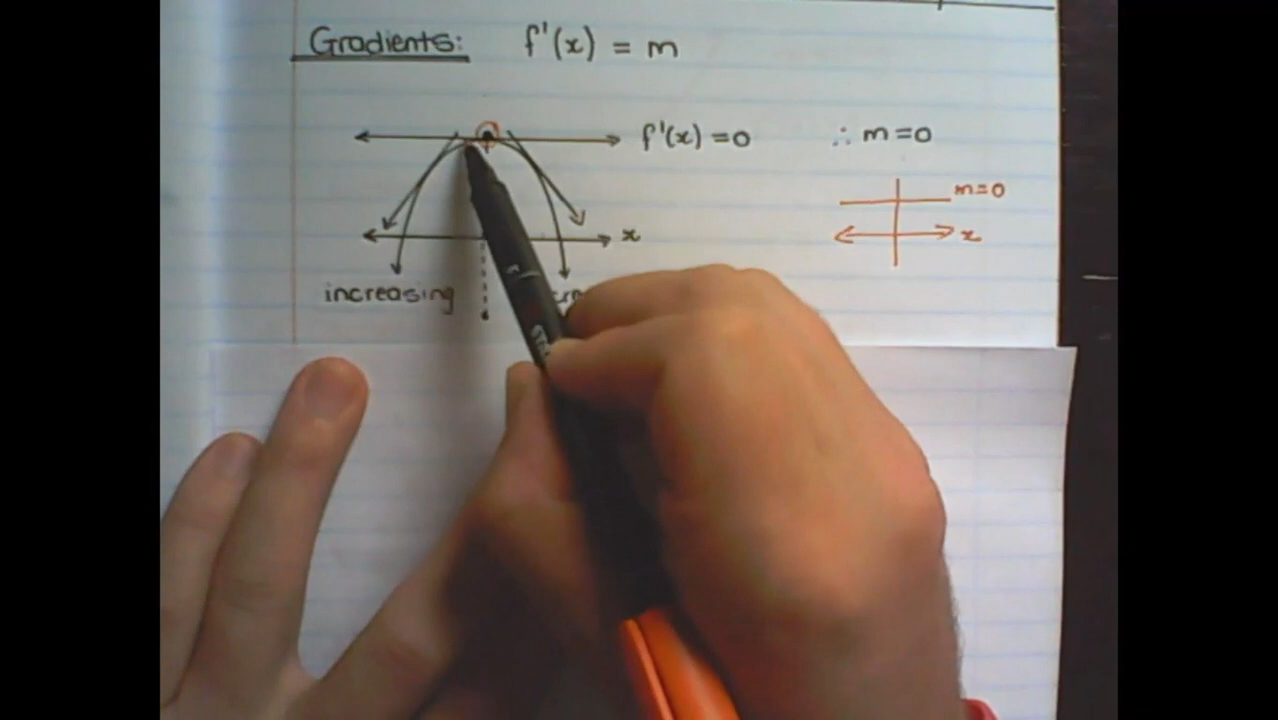 Gradients: f'(x) = m
f'(x) = 0 ∴ m = 0
m = 0
x
x
increasing